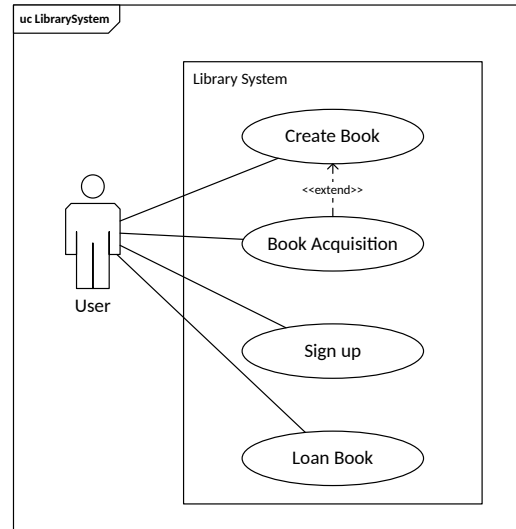 uc LibrarySystem
Library System
Create Book
<<extend>>
Book Acquisition
User
Sign up
Loan Book